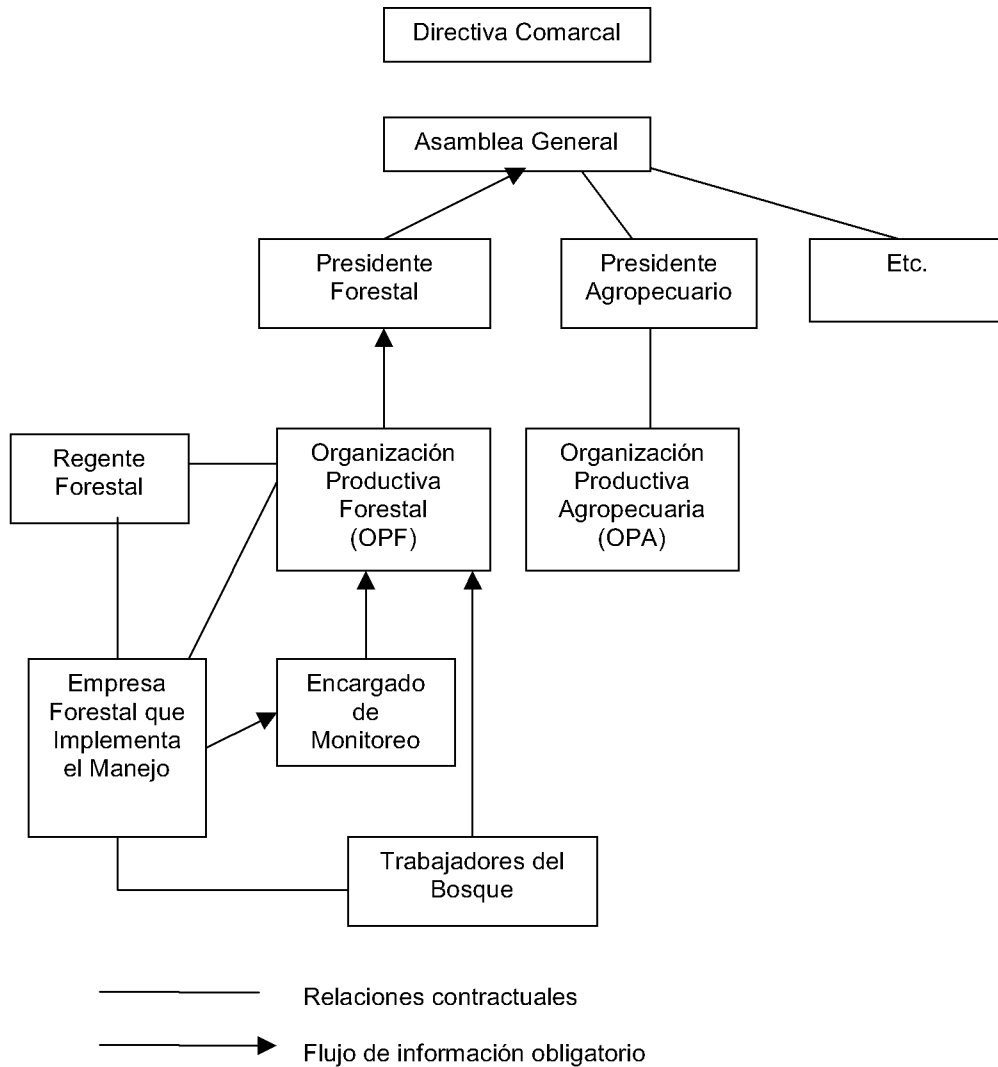 Directiva Comarcal
Asamblea General
Presidente
Forestal
Presidente
Agropecuario
Etc.
Regente
Forestal
Organización
Productiva
Forestal
(OPF)
Organización
Productiva
Agropecuaria
(OPA)
Empresa
Forestal que
Implementa
el Manejo
Encargado
de
Monitoreo
Trabajadores del
Bosque
Relaciones contractuales
Flujo de información obligatorio